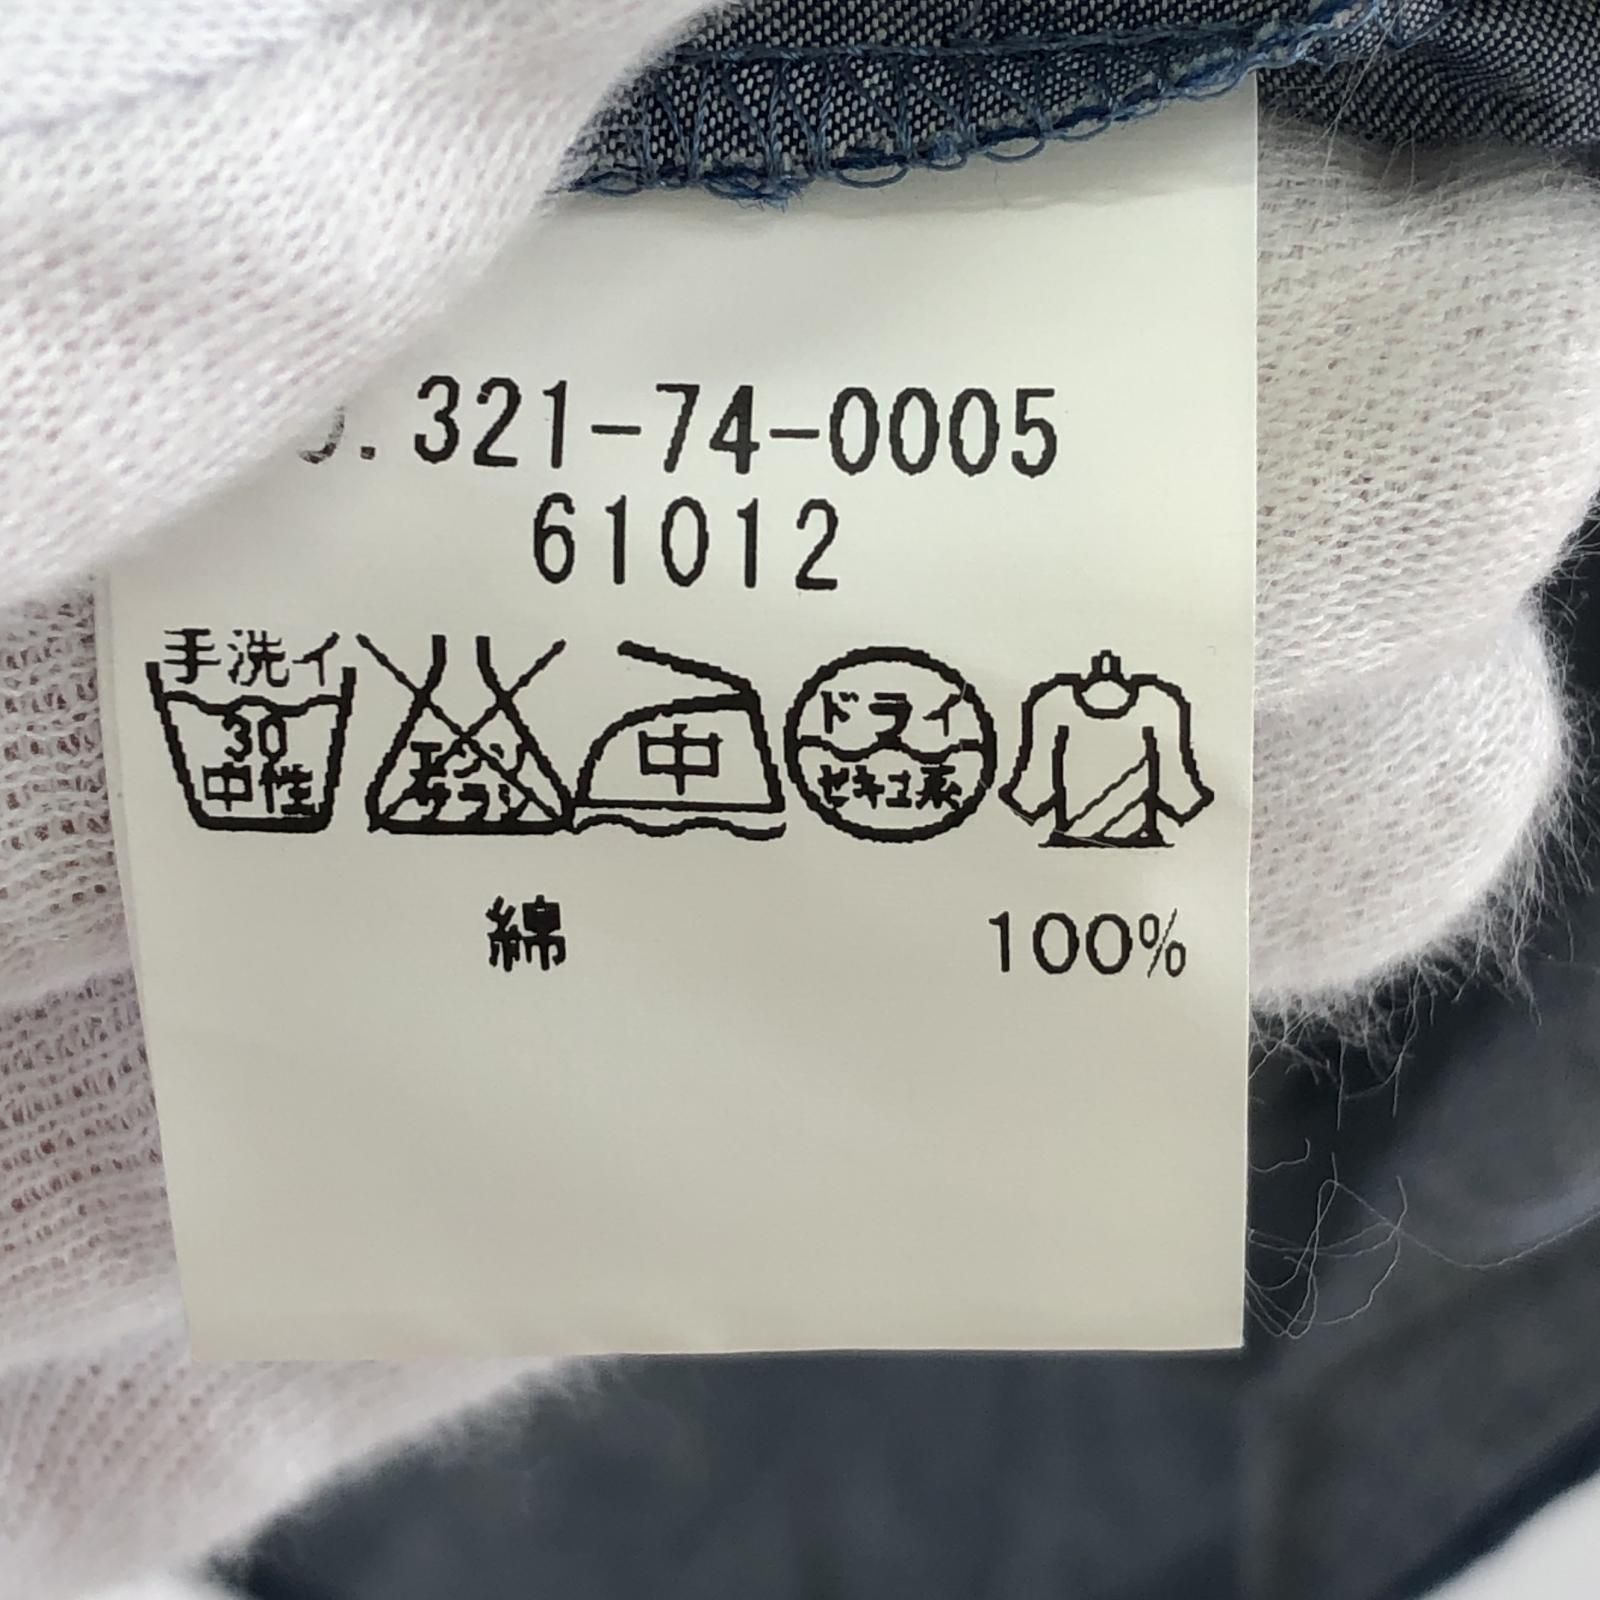 . 321-74-0005
61012
手洗イ
30
中性
エンソ
サラシ
中
ドライ
セキユ系
綿 100%